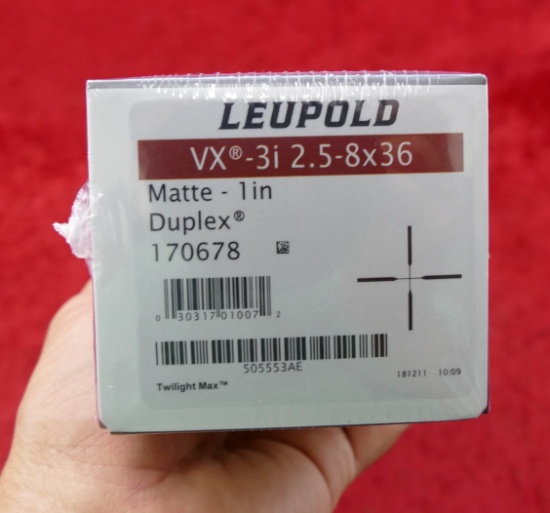 LEUPOLD
VX®-3i 2.5-8x36
Matte - 1in
Duplex®
170678
0 30317 01007 2
505553AE
181211 10:09
Twilight Max™